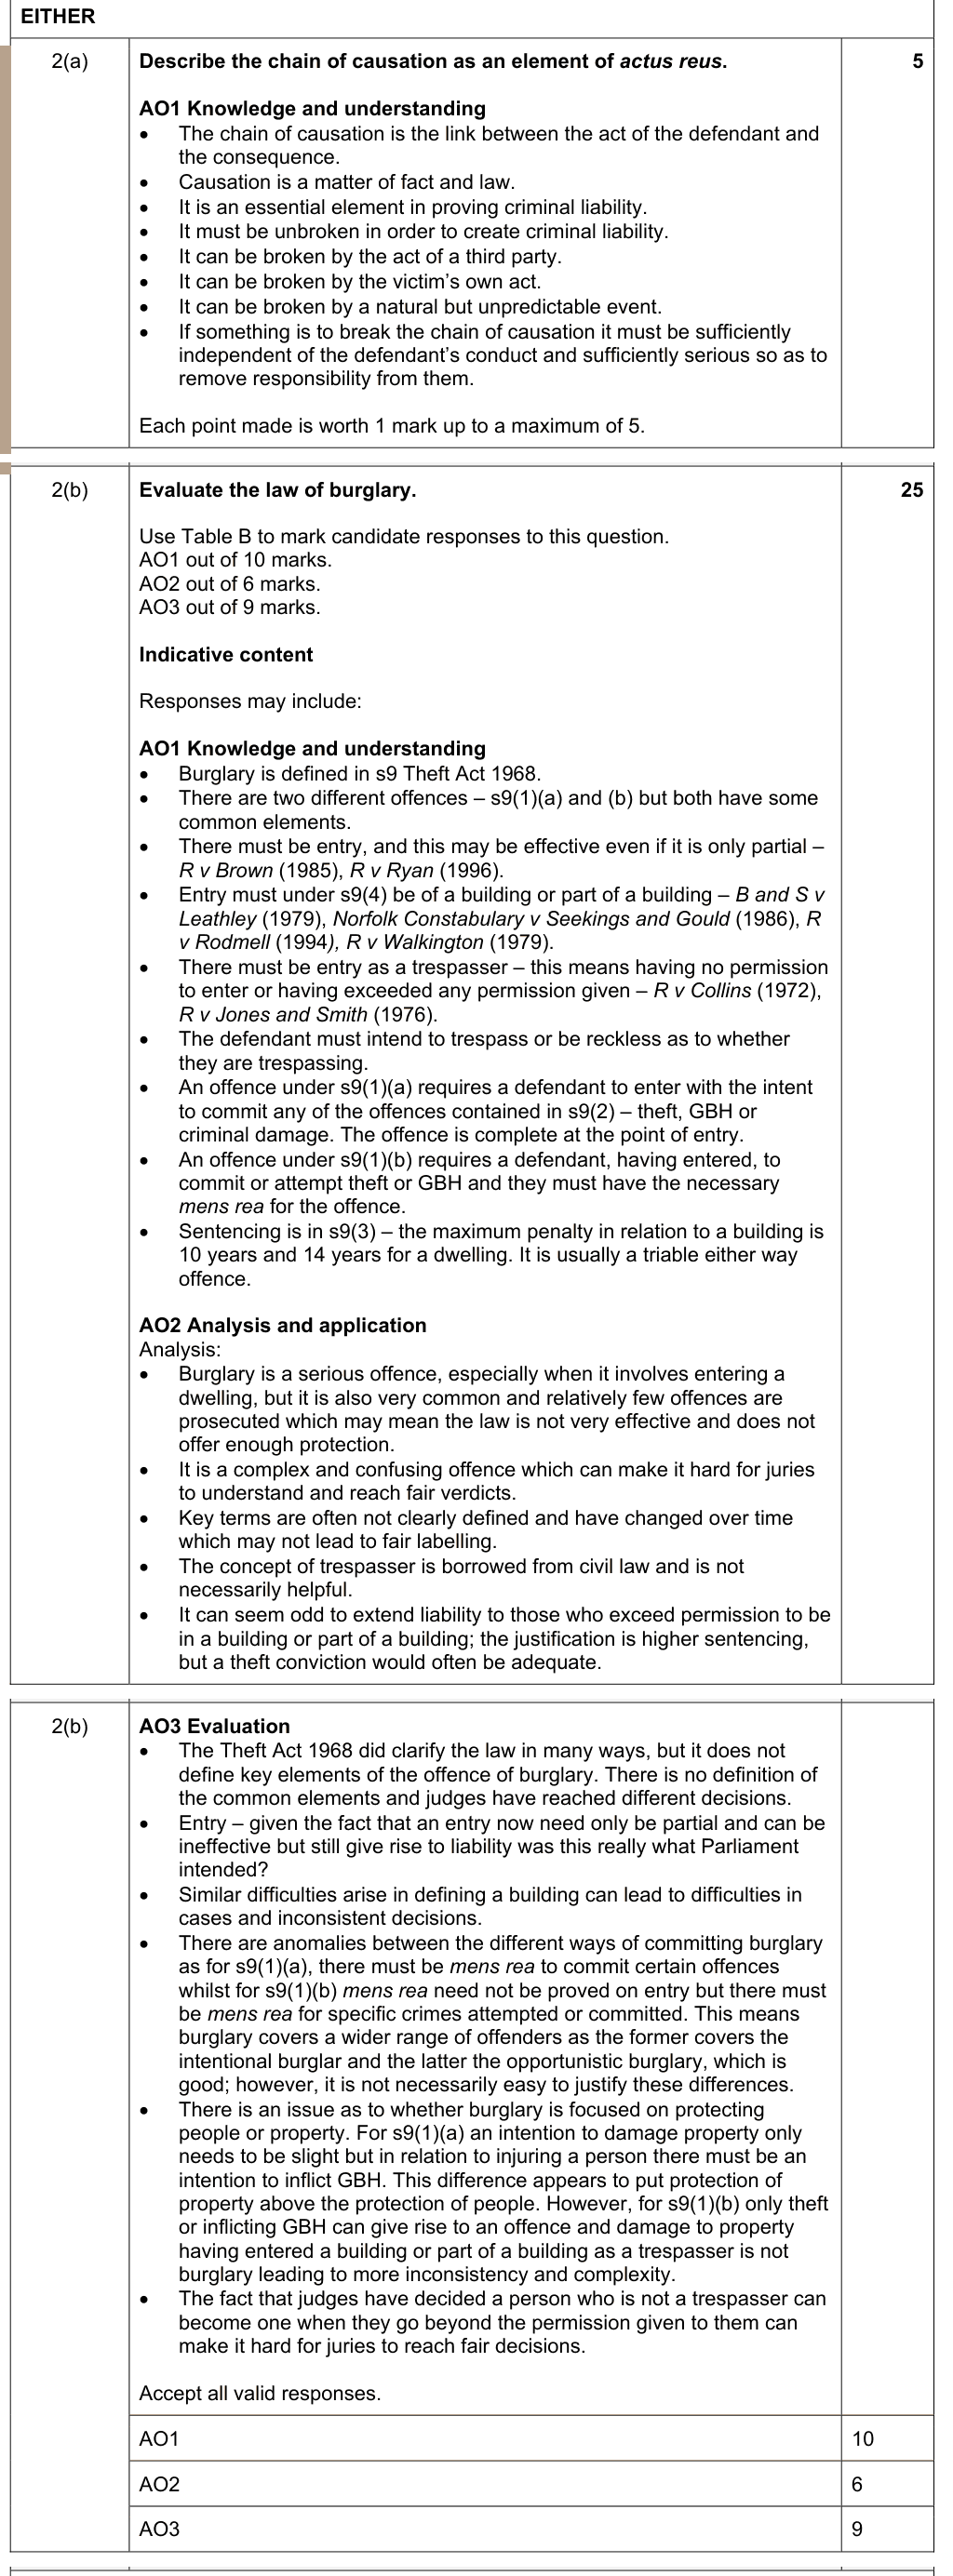 EITHER
2(a)
Describe the chain of causation as an element of actus reus.
5
AO1 Knowledge and understanding
• The chain of causation is the link between the act of the defendant and
the consequence.
• Causation is a matter of fact and law.
• It is an essential element in proving criminal liability.
• It must be unbroken in order to create criminal liability.
• It can be broken by the act of a third party.
• It can be broken by the victim’s own act.
• It can be broken by a natural but unpredictable event.
• If something is to break the chain of causation it must be sufficiently
independent of the defendant’s conduct and sufficiently serious so as to
remove responsibility from them.
Each point made is worth 1 mark up to a maximum of 5.
2(b)
Evaluate the law of burglary.
25
Use Table B to mark candidate responses to this question.
AO1 out of 10 marks.
AO2 out of 6 marks.
AO3 out of 9 marks.
Indicative content
Responses may include:
AO1 Knowledge and understanding
• Burglary is defined in s9 Theft Act 1968.
• There are two different offences – s9(1)(a) and (b) but both have some
common elements.
• There must be entry, and this may be effective even if it is only partial –
R v Brown (1985), R v Ryan (1996).
• Entry must under s9(4) be of a building or part of a building – B and S v
Leathley (1979), Norfolk Constabulary v Seekings and Gould (1986), R
v Rodmell (1994), R v Walkington (1979).
• There must be entry as a trespasser – this means having no permission
to enter or having exceeded any permission given – R v Collins (1972),
R v Jones and Smith (1976).
• The defendant must intend to trespass or be reckless as to whether
they are trespassing.
• An offence under s9(1)(a) requires a defendant to enter with the intent
to commit any of the offences contained in s9(2) – theft, GBH or
criminal damage. The offence is complete at the point of entry.
• An offence under s9(1)(b) requires a defendant, having entered, to
commit or attempt theft or GBH and they must have the necessary
mens rea for the offence.
• Sentencing is in s9(3) – the maximum penalty in relation to a building is
10 years and 14 years for a dwelling. It is usually a triable either way
offence.
AO2 Analysis and application
Analysis:
• Burglary is a serious offence, especially when it involves entering a
dwelling, but it is also very common and relatively few offences are
prosecuted which may mean the law is not very effective and does not
offer enough protection.
• It is a complex and confusing offence which can make it hard for juries
to understand and reach fair verdicts.
• Key terms are often not clearly defined and have changed over time
which may not lead to fair labelling.
• The concept of trespasser is borrowed from civil law and is not
necessarily helpful.
• It can seem odd to extend liability to those who exceed permission to be
in a building or part of a building; the justification is higher sentencing,
but a theft conviction would often be adequate.
2(b)
AO3 Evaluation
• The Theft Act 1968 did clarify the law in many ways, but it does not
define key elements of the offence of burglary. There is no definition of
the common elements and judges have reached different decisions.
• Entry – given the fact that an entry now need only be partial and can be
ineffective but still give rise to liability was this really what Parliament
intended?
• Similar difficulties arise in defining a building can lead to difficulties in
cases and inconsistent decisions.
• There are anomalies between the different ways of committing burglary
as for s9(1)(a), there must be mens rea to commit certain offences
whilst for s9(1)(b) mens rea need not be proved on entry but there must
be mens rea for specific crimes attempted or committed. This means
burglary covers a wider range of offenders as the former covers the
intentional burglar and the latter the opportunistic burglary, which is
good; however, it is not necessarily easy to justify these differences.
• There is an issue as to whether burglary is focused on protecting
people or property. For s9(1)(a) an intention to damage property only
needs to be slight but in relation to injuring a person there must be an
intention to inflict GBH. This difference appears to put protection of
property above the protection of people. However, for s9(1)(b) only theft
or inflicting GBH can give rise to an offence and damage to property
having entered a building or part of a building as a trespasser is not
burglary leading to more inconsistency and complexity.
• The fact that judges have decided a person who is not a trespasser can
become one when they go beyond the permission given to them can
make it hard for juries to reach fair decisions.
Accept all valid responses.
AO1 10
AO2 6
AO3 9